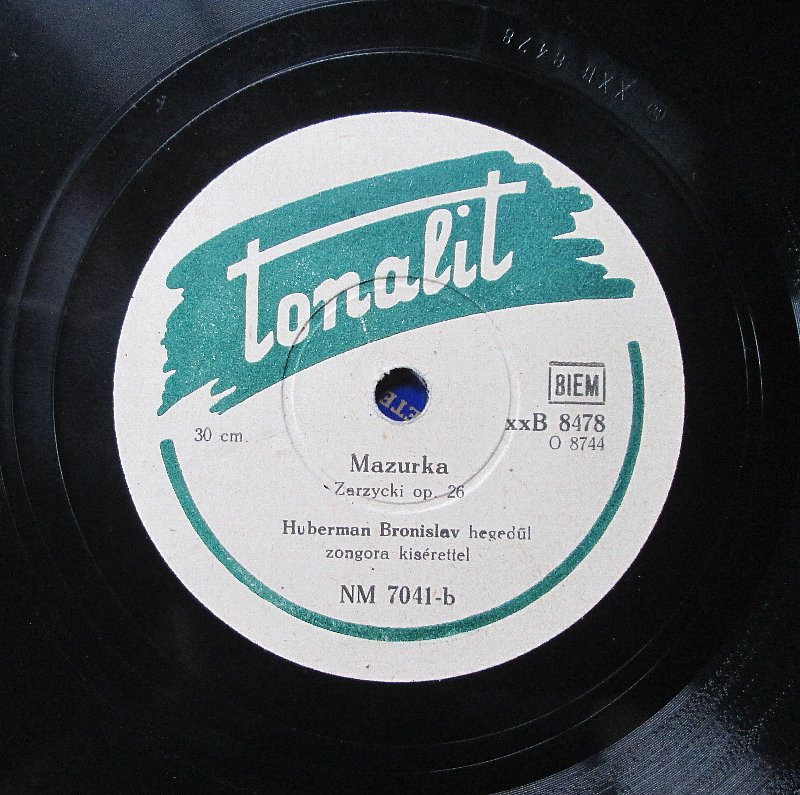 XXB 8478
tonalit
BIEM
ETE
30 cm.
xxB 8478
O 8744
Mazurka
Zarzycki op. 26
Huberman Bronislav hegedűl
zongora kisérettel
NM 7041-b